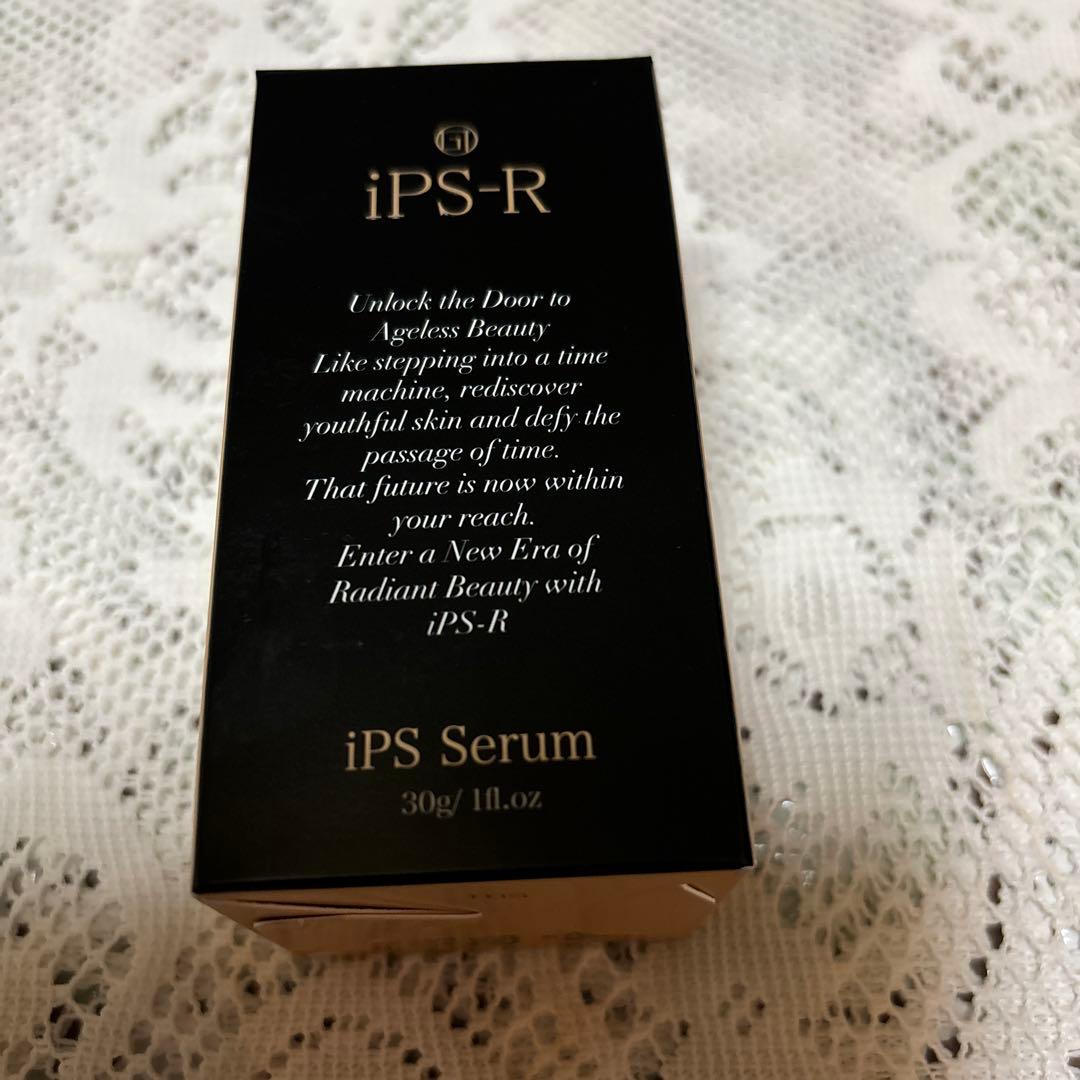 iPS-R
Unlock the Door to
Ageless Beauty
Like stepping into a time
machine, rediscover
youthful skin and defy the
passage of time.
That future is now within
your reach.
Enter a New Era of
Radiant Beauty with
iPS-R
iPS Serum
30g/ 1fl.oz